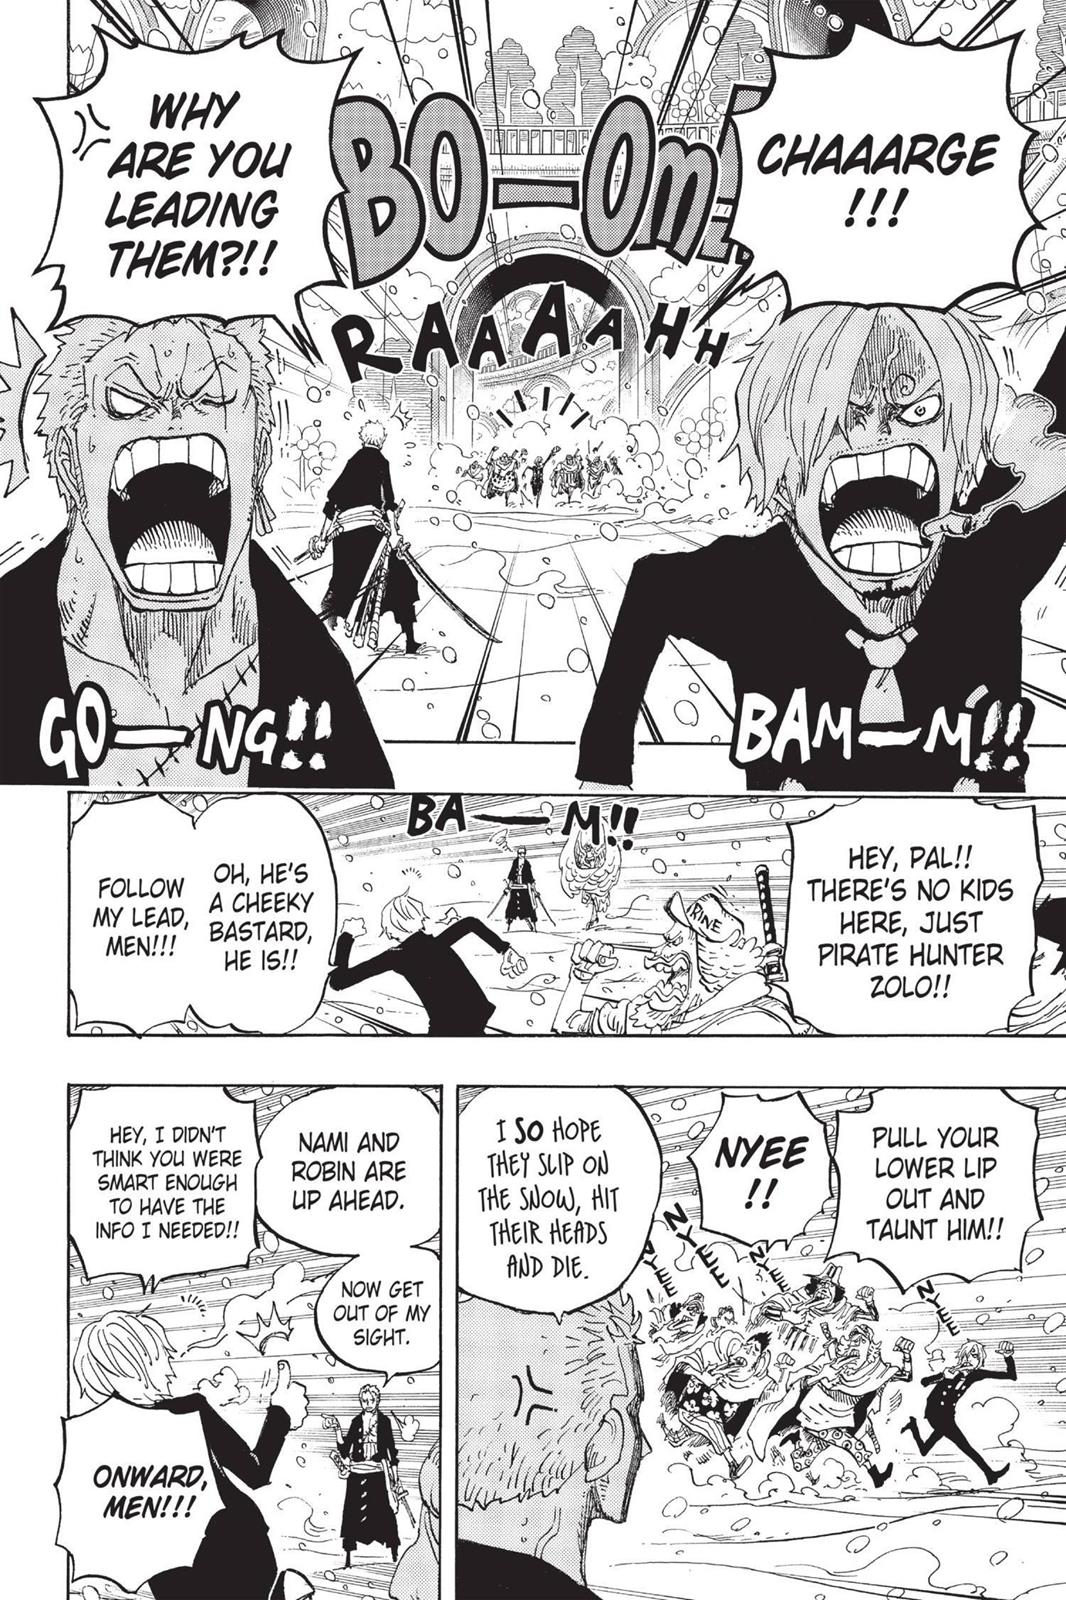 CHAAARGE
!!!
BO—OM!
WHY
ARE YOU
LEADING
THEM?!!
RAAAAHH
BAM—M!!
GO—NG!!
HEY, PAL!!
THERE'S NO KIDS
HERE, JUST
PIRATE HUNTER
ZOLO!!
RINE
BA—M!!
OH, HE'S
A CHEEKY
BASTARD,
HE IS!!
FOLLOW
MY LEAD,
MEN!!!
PULL YOUR
LOWER LIP
OUT AND
TAUNT HIM!!
NYEE
!!
NYEE
NYEE
NYEE
NYEE
I SO HOPE
THEY SLIP ON
THE SNOW, HIT
THEIR HEADS
AND DIE.
NAMI AND
ROBIN ARE
UP AHEAD.
HEY, I DIDN'T
THINK YOU WERE
SMART ENOUGH
TO HAVE THE
INFO I NEEDED!!
NOW GET
OUT OF MY
SIGHT.
ONWARD,
MEN!!!